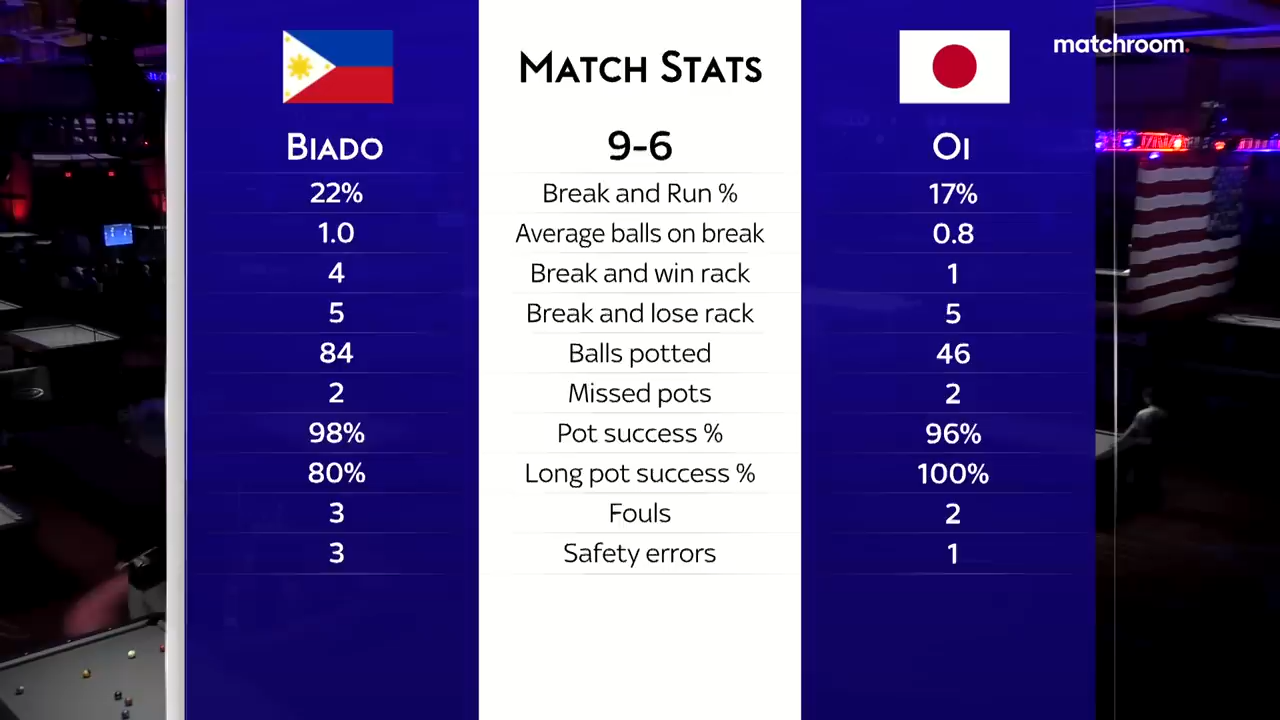 matchroom.
MATCH STATS
BIADO 9-6 OI
22% Break and Run % 17%
1.0 Average balls on break 0.8
4 Break and win rack 1
5 Break and lose rack 5
84 Balls potted 46
2 Missed pots 2
98% Pot success % 96%
80% Long pot success % 100%
3 Fouls 2
3 Safety errors 1